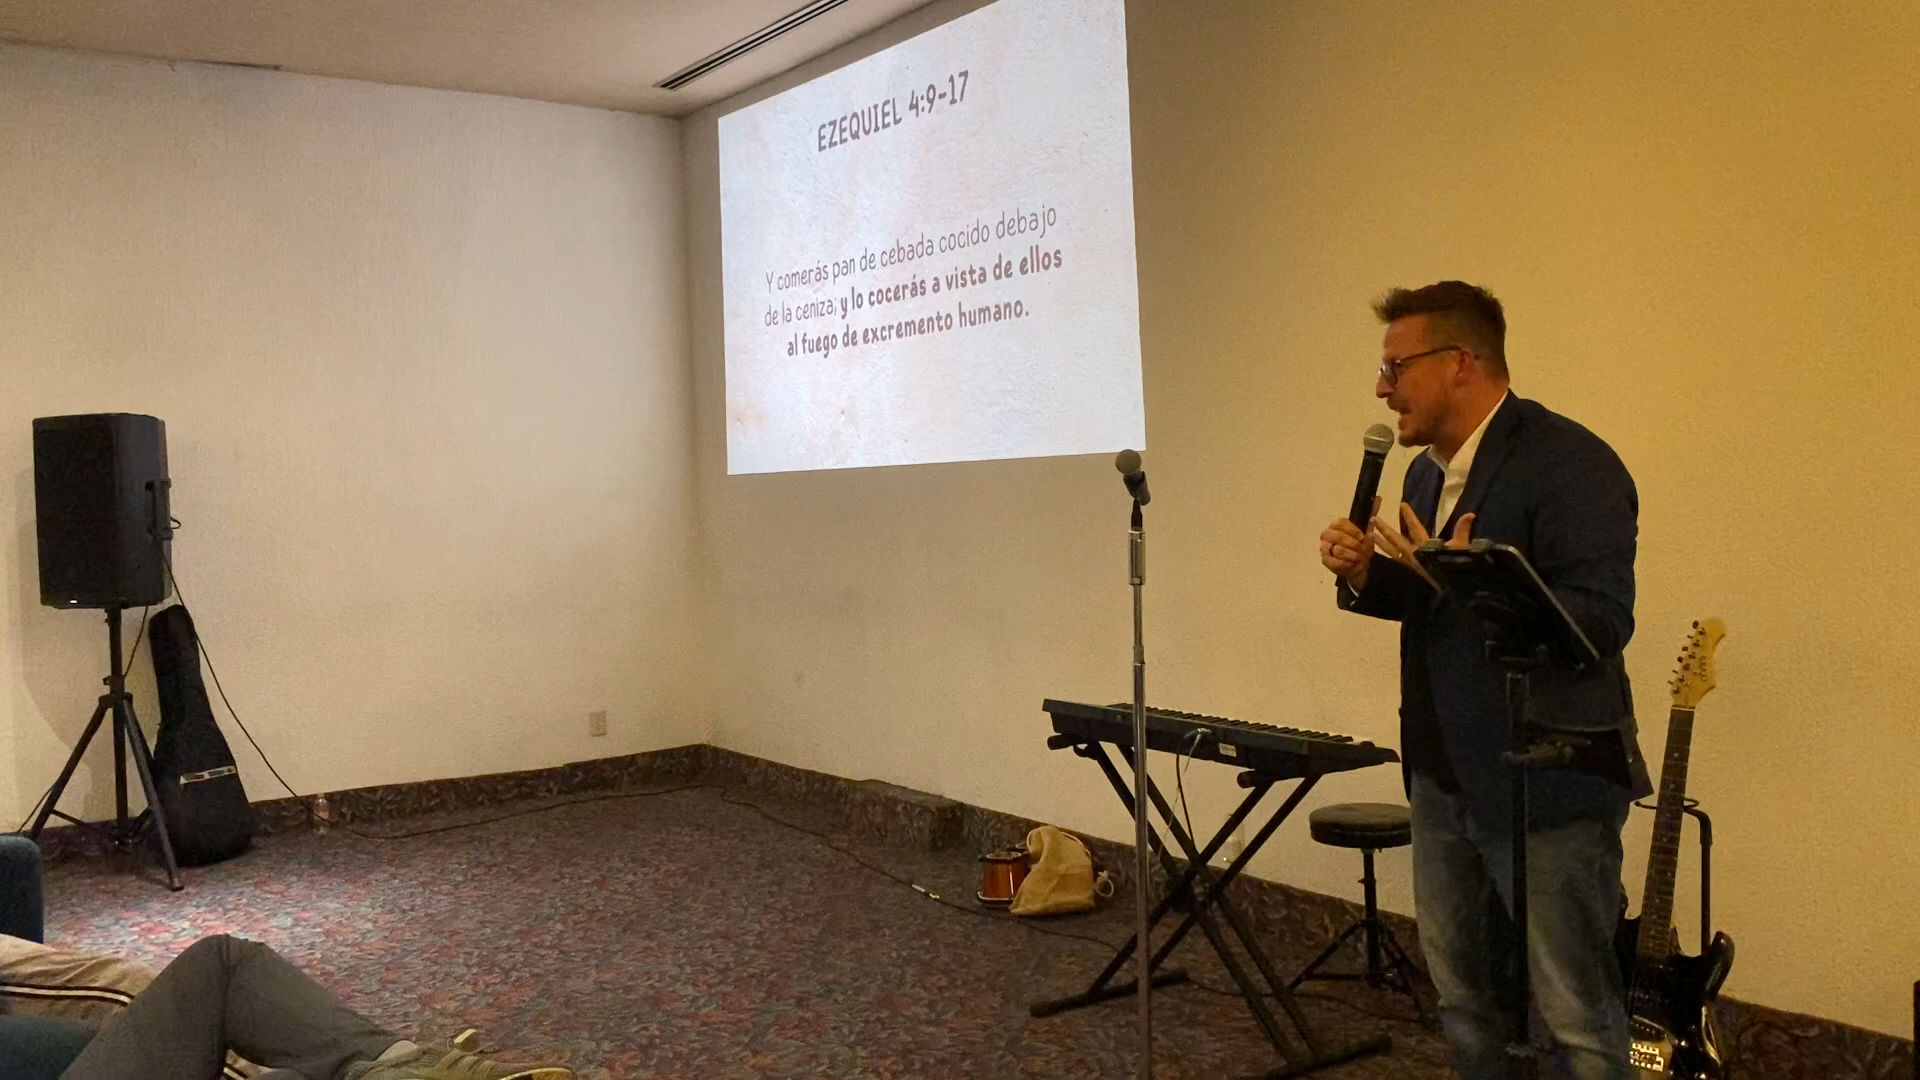 EZEQUIEL 4:9-17
Y comerás pan de cebada cocido debajo
de la ceniza; y lo cocerás a vista de ellos
al fuego de excremento humano.